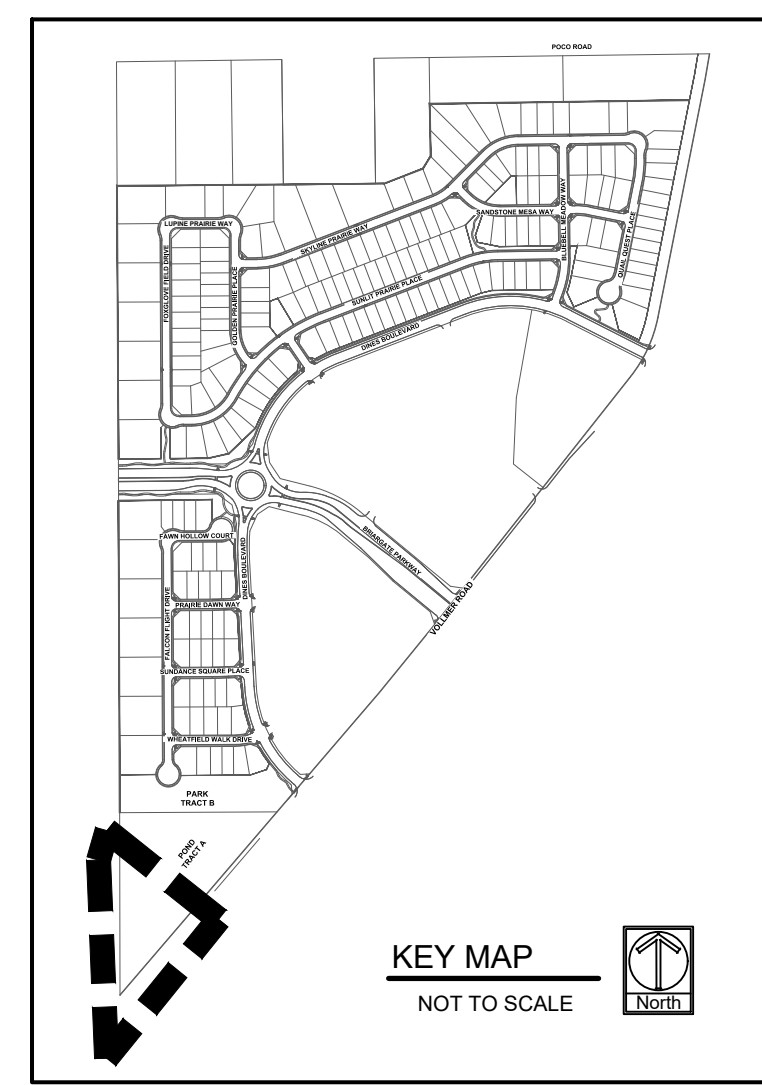 POCO ROAD
LUPINE PRAIRIE WAY
SKYLINE PRAIRIE WAY
SANDSTONE MESA WAY
BLUEBELL MEADOW WAY
QUAIL QUEST PLACE
FOXGLOVE FIELD DRIVE
GOLDEN PRAIRIE PLACE
SUNLIT PRAIRIE PLACE
DINES BOULEVARD
FAWN HOLLOW COURT
DINES BOULEVARD
BRIARGATE PARKWAY
VOLLMER ROAD
PRAIRIE DAWN WAY
FALCON FLIGHT DRIVE
SUNDANCE SQUARE PLACE
WHEATFIELD WALK DRIVE
PARK
TRACT B
POND
TRACT A
KEY MAP
NOT TO SCALE
North